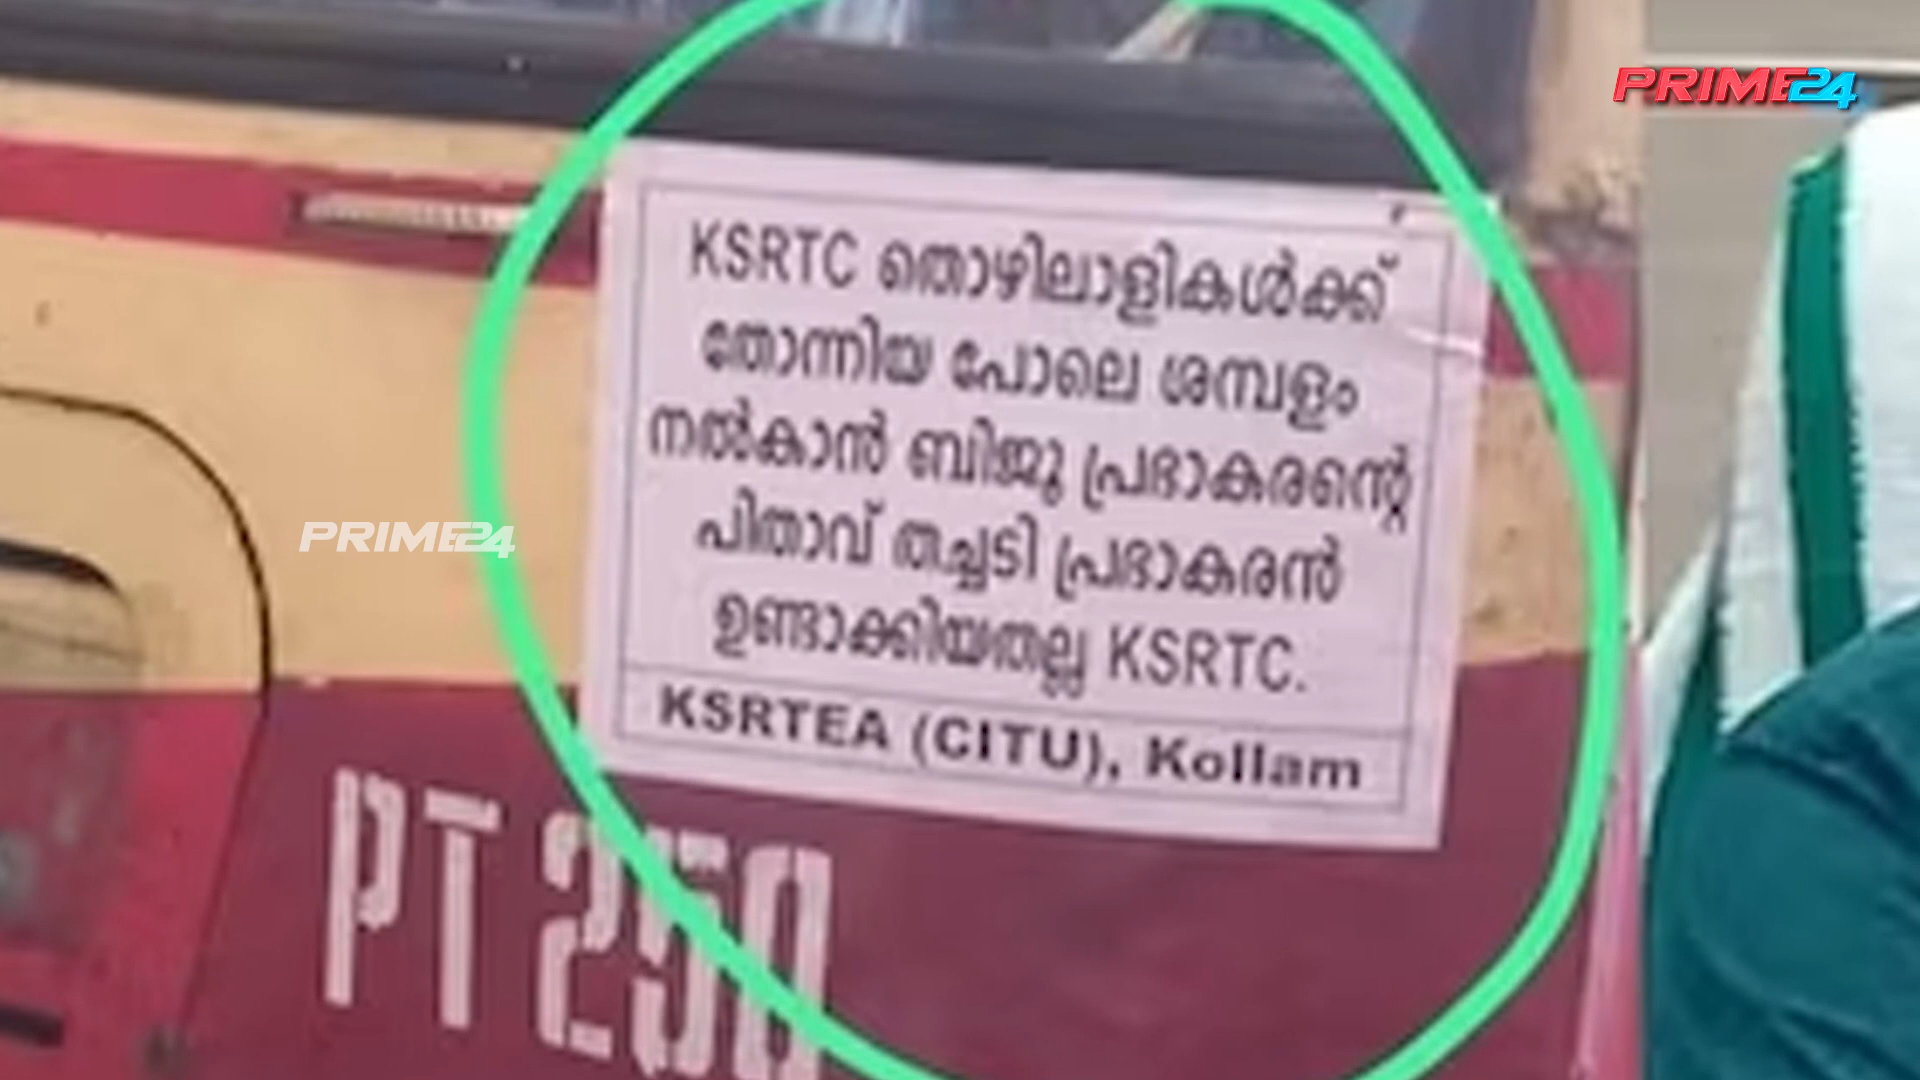 PRIME24
KSRTC തൊഴിലാളികൾക്ക്
തോന്നിയ പോലെ ശമ്പളം
നൽകാൻ ബിജു പ്രഭാകരന്റെ
പിതാവ് തച്ചടി പ്രഭാകരൻ
ഉണ്ടാക്കിയതല്ല KSRTC.
KSRTEA (CITU), Kollam
PRIME24
PT 250